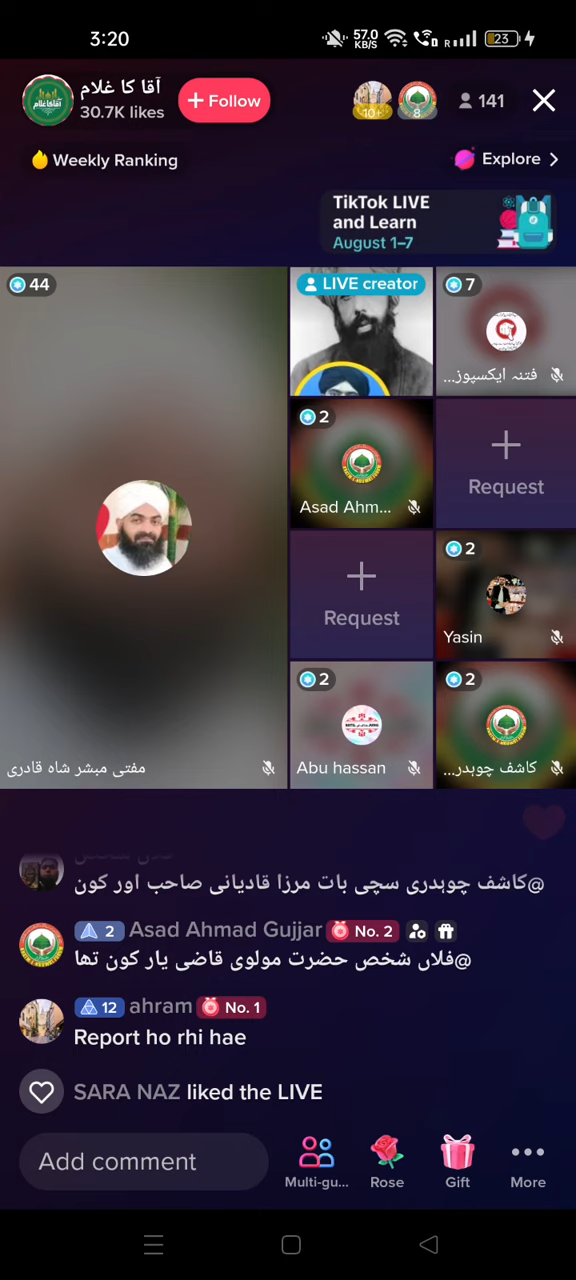 3:20
57.0
KB/S
R
23
آقا کا غلام
30.7K likes
+ Follow
10+
8
141
Weekly Ranking
Explore
TikTok LIVE
and Learn
August 1–7
44
LIVE creator
7
فتنہ ایکسپوز...
2
Asad Ahm...
Request
Request
2
Yasin
مفتی مبشر شاہ قادری
2
Abu hassan
2
کاشف چوہدر...
@کاشف چوہدری سچی بات مرزا قادیانی صاحب اور کون
2 Asad Ahmad Gujjar No. 2
@فلاں شخص حضرت مولوی قاضی یار کون تھا
12 ahram No. 1
Report ho rhi hae
SARA NAZ liked the LIVE
Add comment
Multi-gu...
Rose
Gift
More